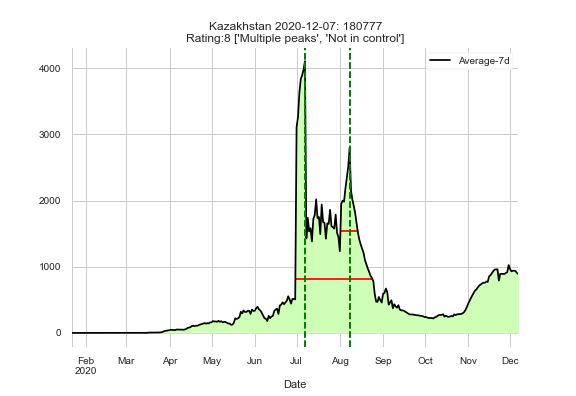 Kazakhstan 2020-12-07: 180777
Rating:8 ['Multiple peaks', 'Not in control']
Average-7d
4000
3000
2000
1000
0
Feb Mar Apr May Jun Jul Aug Sep Oct Nov Dec
2020
Date